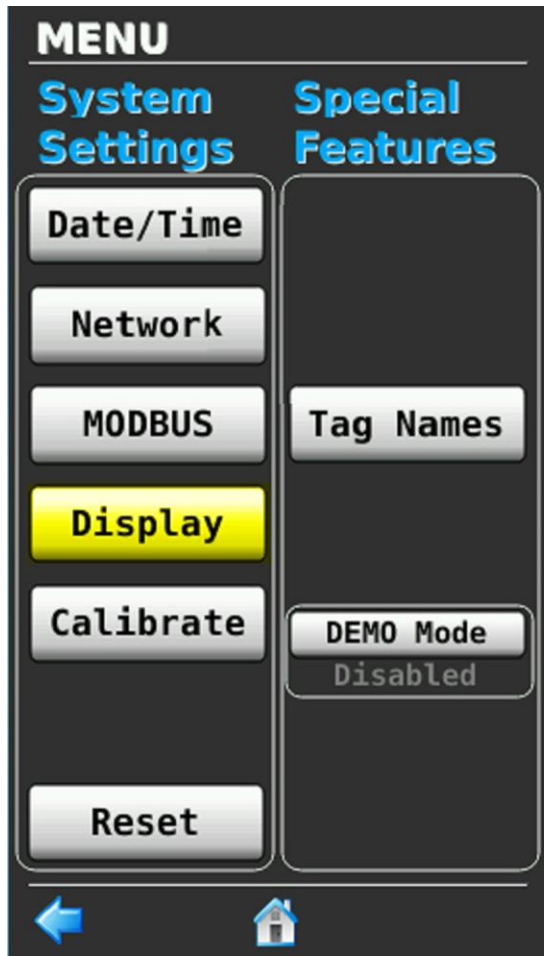 MENU
System
Settings
Date/Time
Network
MODBUS
Display
Calibrate
Reset
Special
Features
Tag Names
DEMO Mode
Disabled